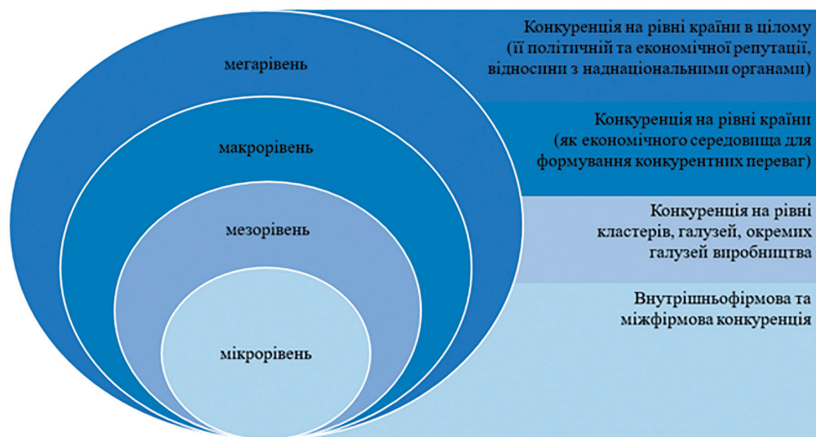 мегарівень
Конкуренція на рівні країни в цілому
(її політичній та економічної репутації,
відносини з наднаціональними органами)
макрорівень
Конкуренція на рівні країни
(як економічного середовища для
формування конкурентних переваг)
мезорівень
Конкуренція на рівні
кластерів, галузей, окремих
галузей виробництва
мікрорівень
Внутрішньофірмова та
міжфірмова конкуренція